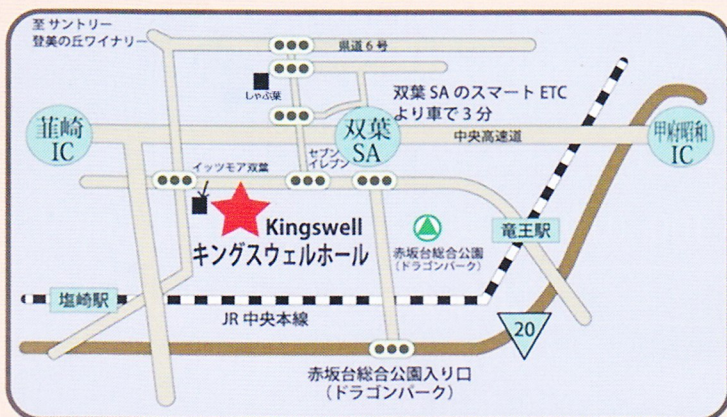 至 サントリー
登美の丘ワイナリー
県道6号
しゃぶ葉
双葉 SA のスマート ETC
より車で3分
韮崎
IC
双葉
SA
中央高速道
甲府昭和
IC
イッツモア双葉
セブン
イレブン
Kingswell
キングスウェルホール
赤坂台総合公園
(ドラゴンパーク)
竜王駅
塩崎駅
JR 中央本線
20
赤坂台総合公園入り口
(ドラゴンパーク)